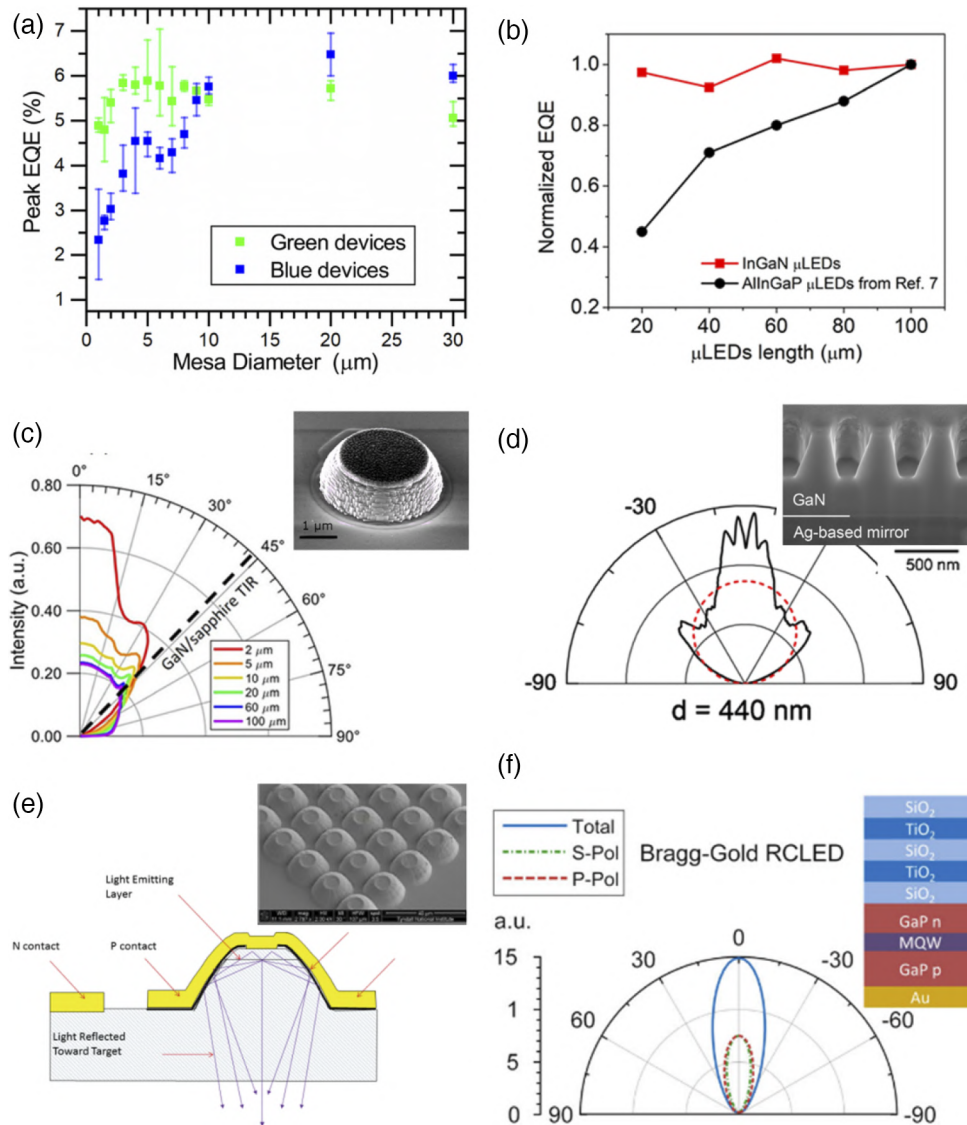 (a)
7
6
5
4
3
2
1
Peak EQE (%)
Green devices
Blue devices
0 5 10 15 20 25 30
Mesa Diameter (μm)
(b)
1.0
0.8
0.6
0.4
0.2
Normalized EQE
InGaN μLEDs
AlInGaP μLEDs from Ref. 7
20 40 60 80 100
μLEDs length (μm)
(c)
0° 15° 30° 45° 60° 75° 90°
0.80
0.60
0.40
0.20
0.00
Intensity (a.u.)
GaN/sapphire TIR
2 μm
5 μm
10 μm
20 μm
60 μm
100 μm
1 μm
(d)
GaN
Ag-based mirror
500 nm
-30
30
-90
90
d = 440 nm
(e)
Light Emitting
Layer
N contact
P contact
Light Reflected
Toward Target
Tyndall National Institute
(f)
Total
S-Pol
P-Pol
Bragg-Gold RCLED
SiO2
TiO2
SiO2
TiO2
SiO2
GaP n
MQW
GaP p
Au
a.u.
15
1
5
0
90 60 30 0 -30 -60 -90